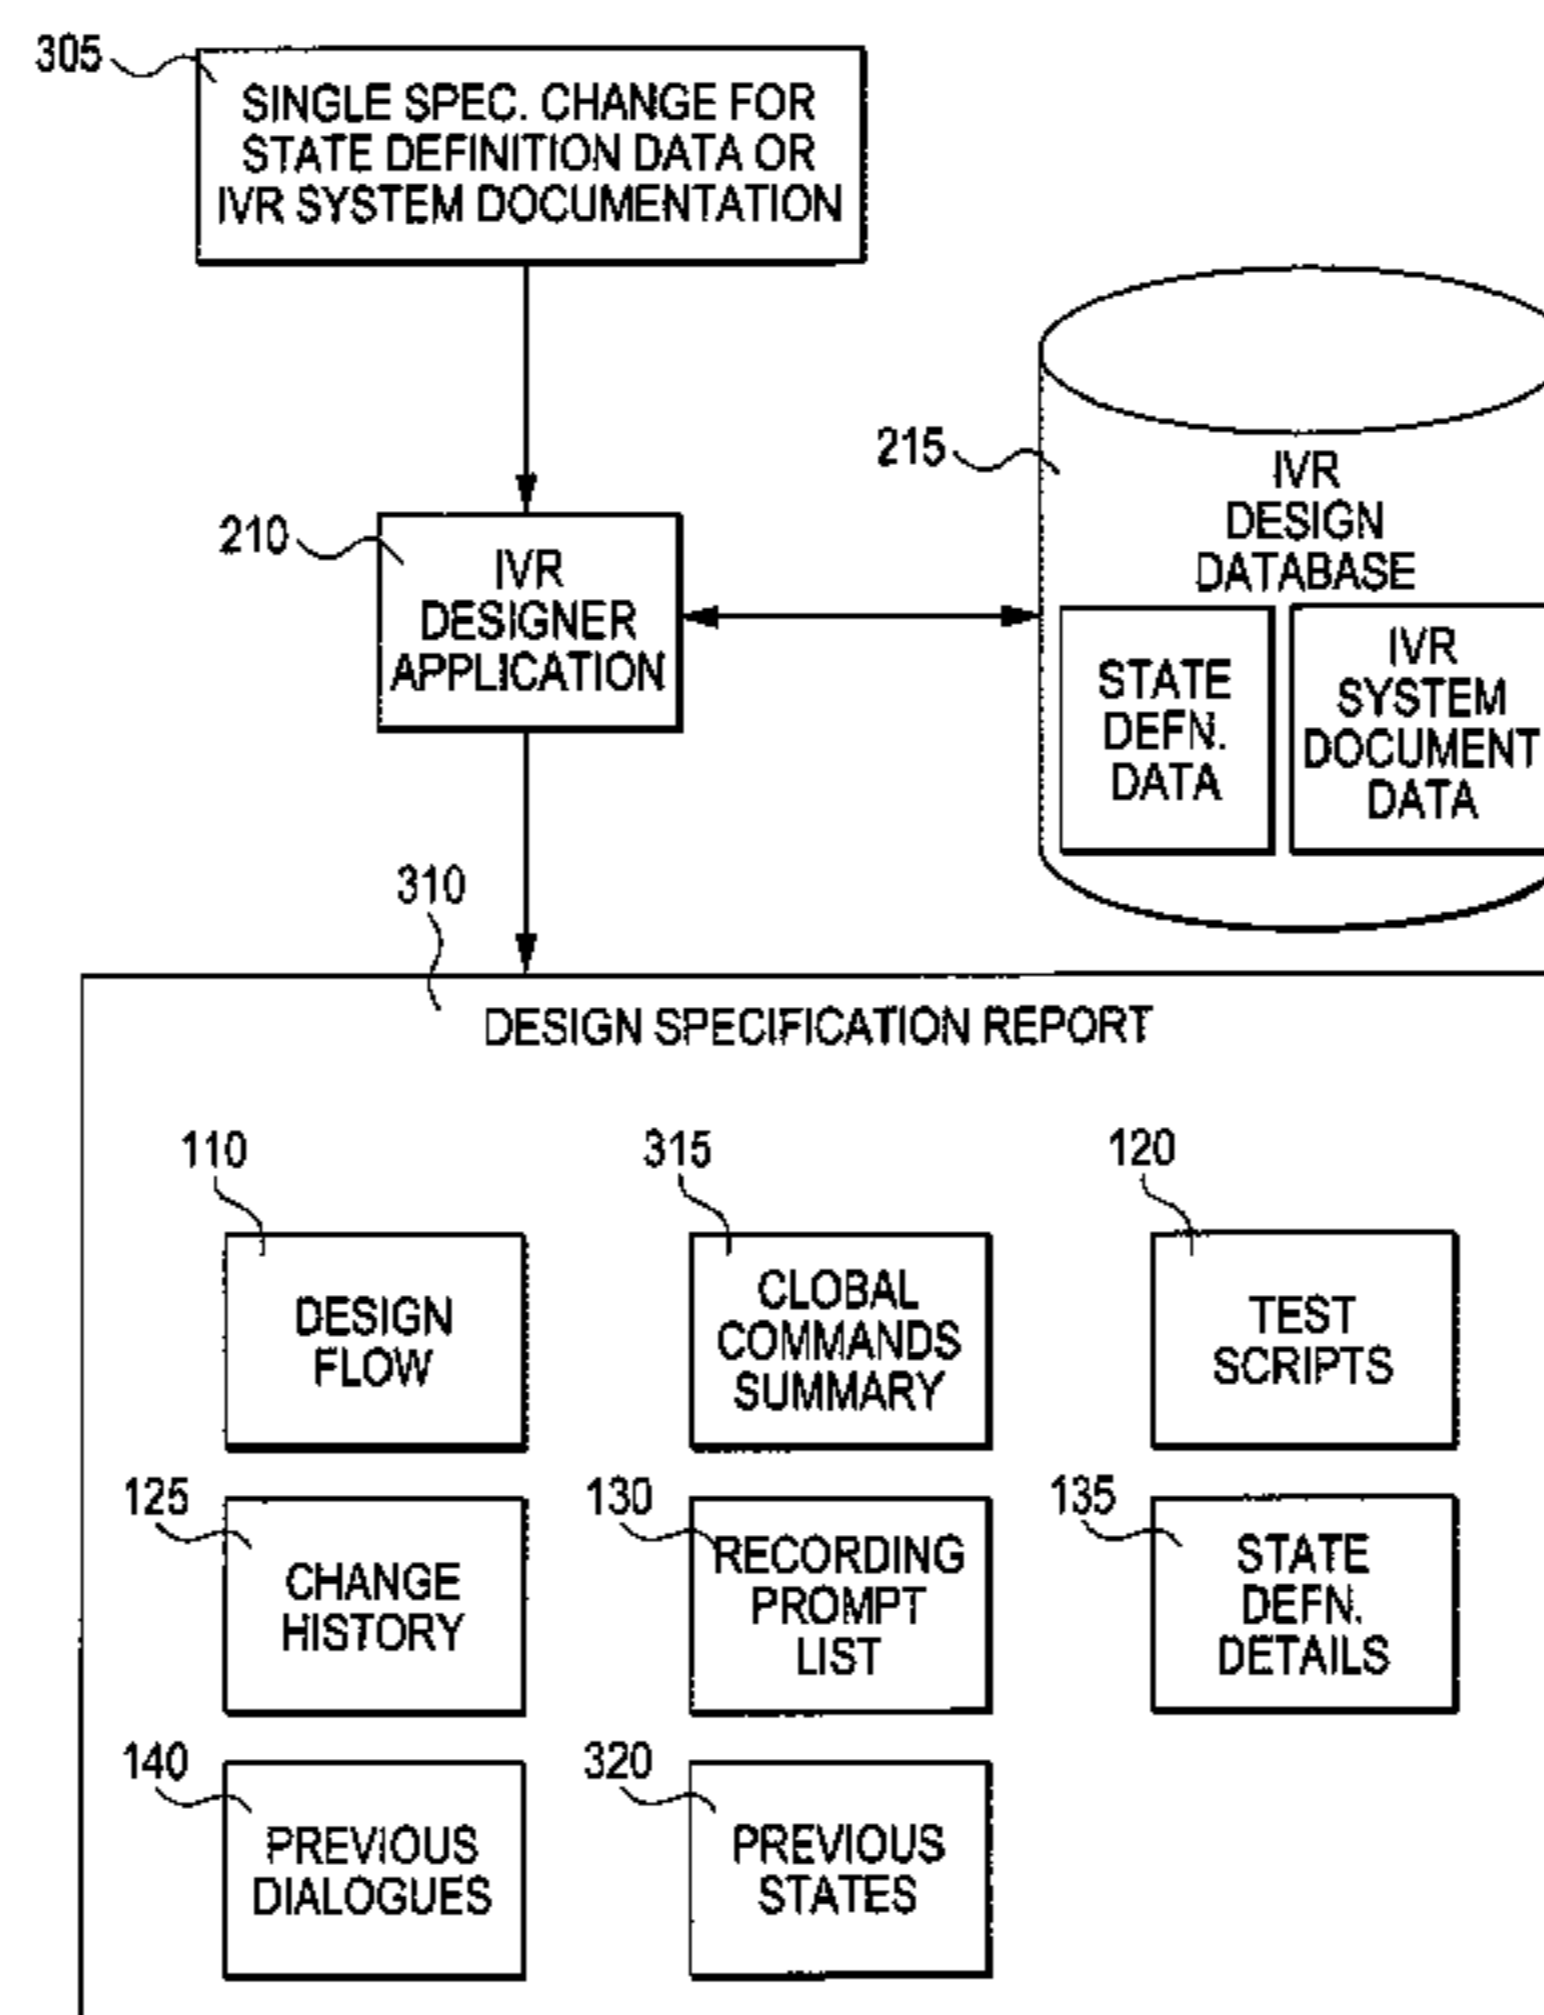 305
SINGLE SPEC. CHANGE FOR
STATE DEFINITION DATA OR
IVR SYSTEM DOCUMENTATION
215
IVR
DESIGN
DATABASE
210
IVR
DESIGNER
APPLICATION
STATE
DEFN.
DATA
IVR
SYSTEM
DOCUMENT
DATA
310
DESIGN SPECIFICATION REPORT
110
DESIGN
FLOW
315
CLOBAL
COMMANDS
SUMMARY
120
TEST
SCRIPTS
125
CHANGE
HISTORY
130
RECORDING
PROMPT
LIST
135
STATE
DEFN.
DETAILS
140
PREVIOUS
DIALOGUES
320
PREVIOUS
STATES